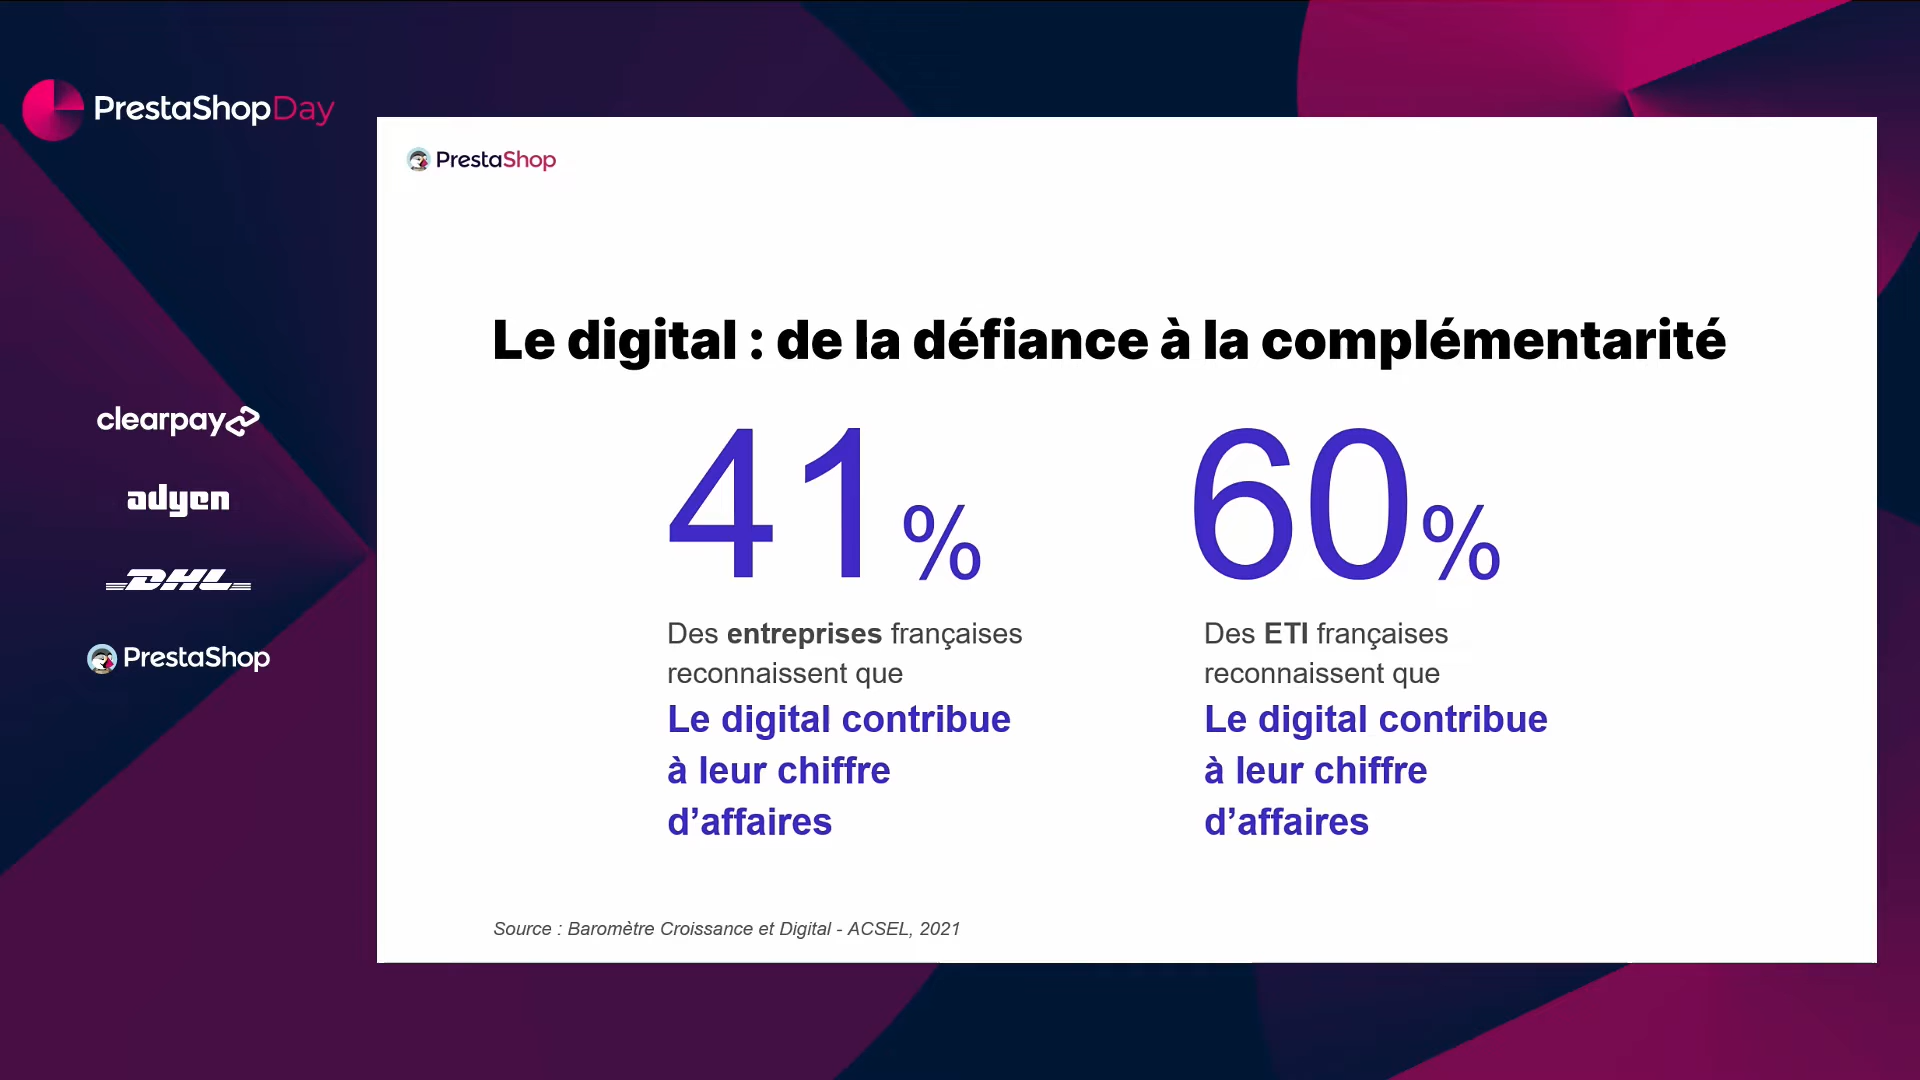 PrestaShopDay
clearpay
adyen
DHL
PrestaShop
PrestaShop
Le digital : de la défiance à la complémentarité
41%
Des entreprises françaises
reconnaissent que
Le digital contribue
à leur chiffre
d’affaires
60%
Des ETI françaises
reconnaissent que
Le digital contribue
à leur chiffre
d’affaires
Source : Baromètre Croissance et Digital - ACSEL, 2021